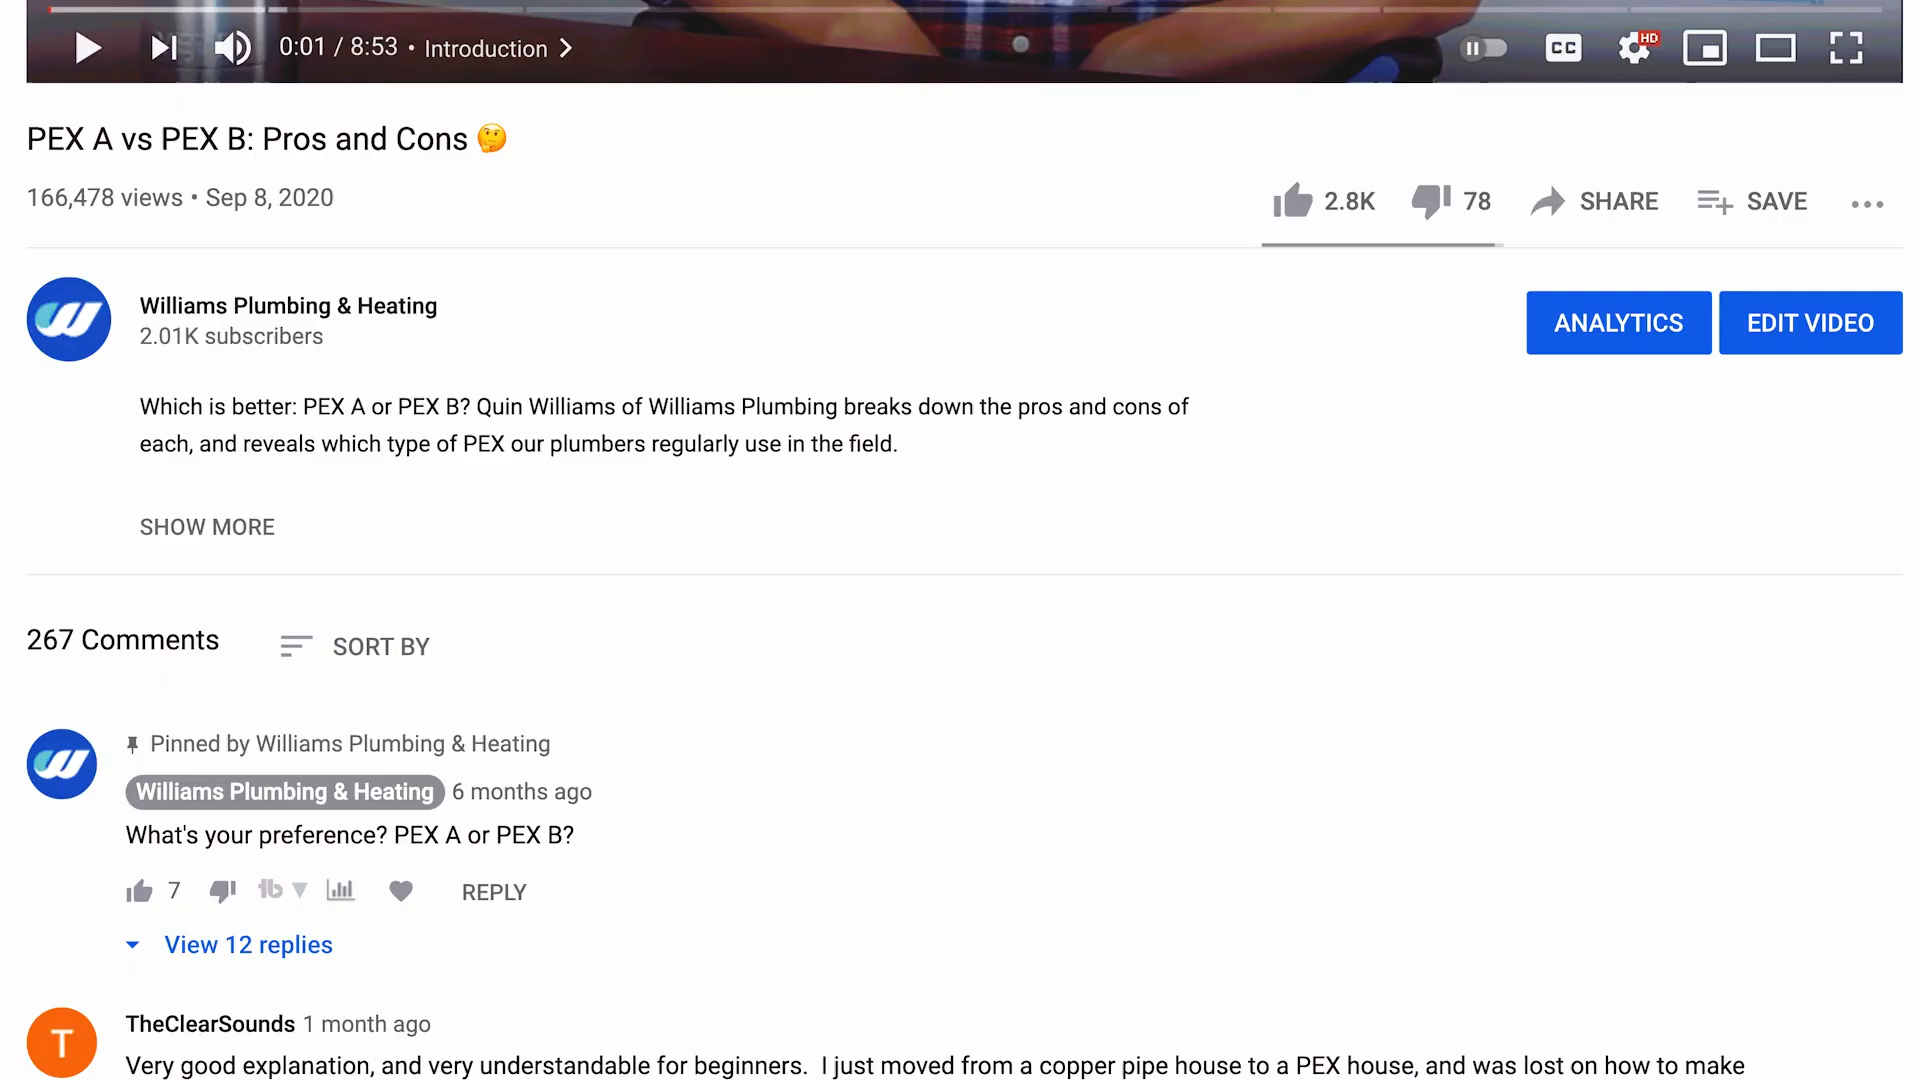 0:01 / 8:53 • Introduction
CC
HD
PEX A vs PEX B: Pros and Cons 🤔
166,478 views • Sep 8, 2020
2.8K
78
SHARE
SAVE
Williams Plumbing & Heating
2.01K subscribers
ANALYTICS
EDIT VIDEO
Which is better: PEX A or PEX B? Quin Williams of Williams Plumbing breaks down the pros and cons of
each, and reveals which type of PEX our plumbers regularly use in the field.
SHOW MORE
267 Comments
SORT BY
Pinned by Williams Plumbing & Heating
Williams Plumbing & Heating 6 months ago
What's your preference? PEX A or PEX B?
7
tb
REPLY
View 12 replies
T
TheClearSounds 1 month ago
Very good explanation, and very understandable for beginners. I just moved from a copper pipe house to a PEX house, and was lost on how to make